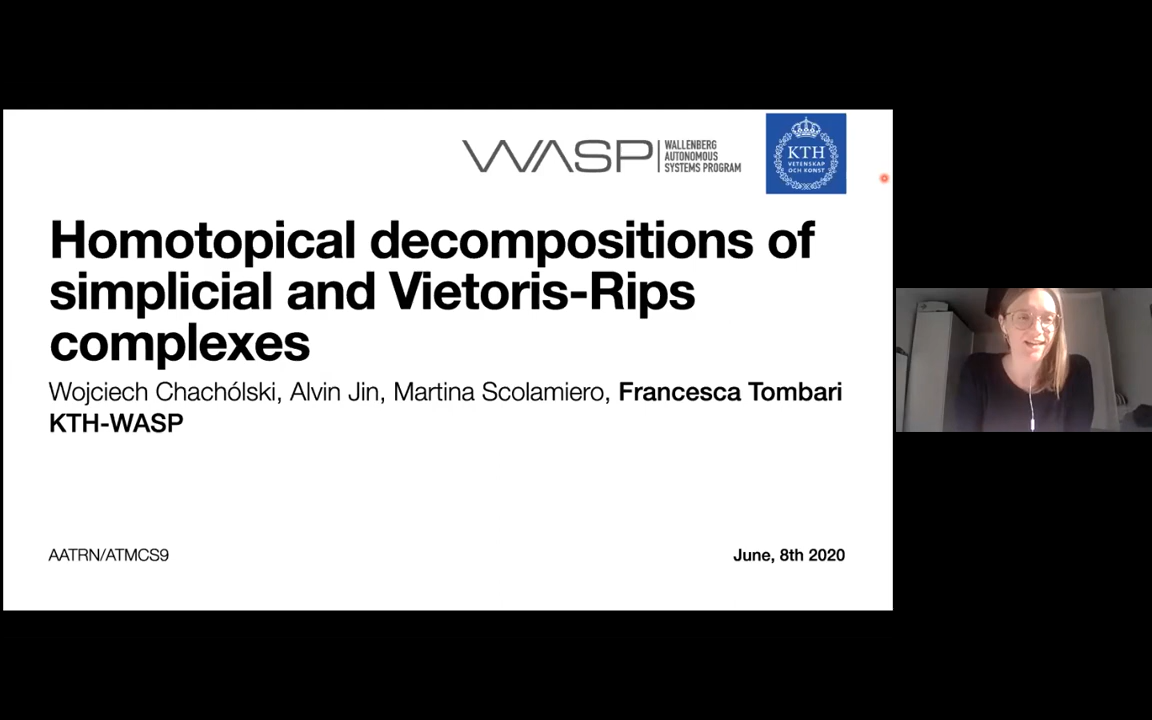 WASP
WALLENBERG
AUTONOMOUS
SYSTEMS PROGRAM
KTH
VETENSKAP
OCH KONST
Homotopical decompositions of
simplicial and Vietoris-Rips
complexes
Wojciech Chachólski, Alvin Jin, Martina Scolamiero, Francesca Tombari
KTH-WASP
AATRN/ATMCS9
June, 8th 2020